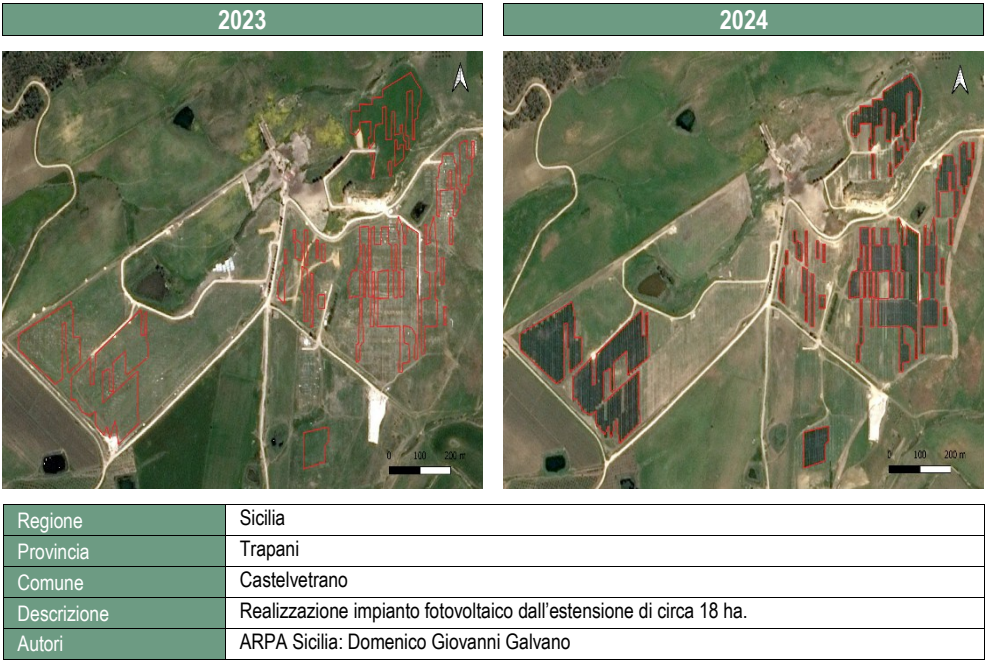 2023
2024
0 100 200 m
0 100 200 m
Regione Sicilia
Provincia Trapani
Comune Castelvetrano
Descrizione Realizzazione impianto fotovoltaico dall'estensione di circa 18 ha.
Autori ARPA Sicilia: Domenico Giovanni Galvano